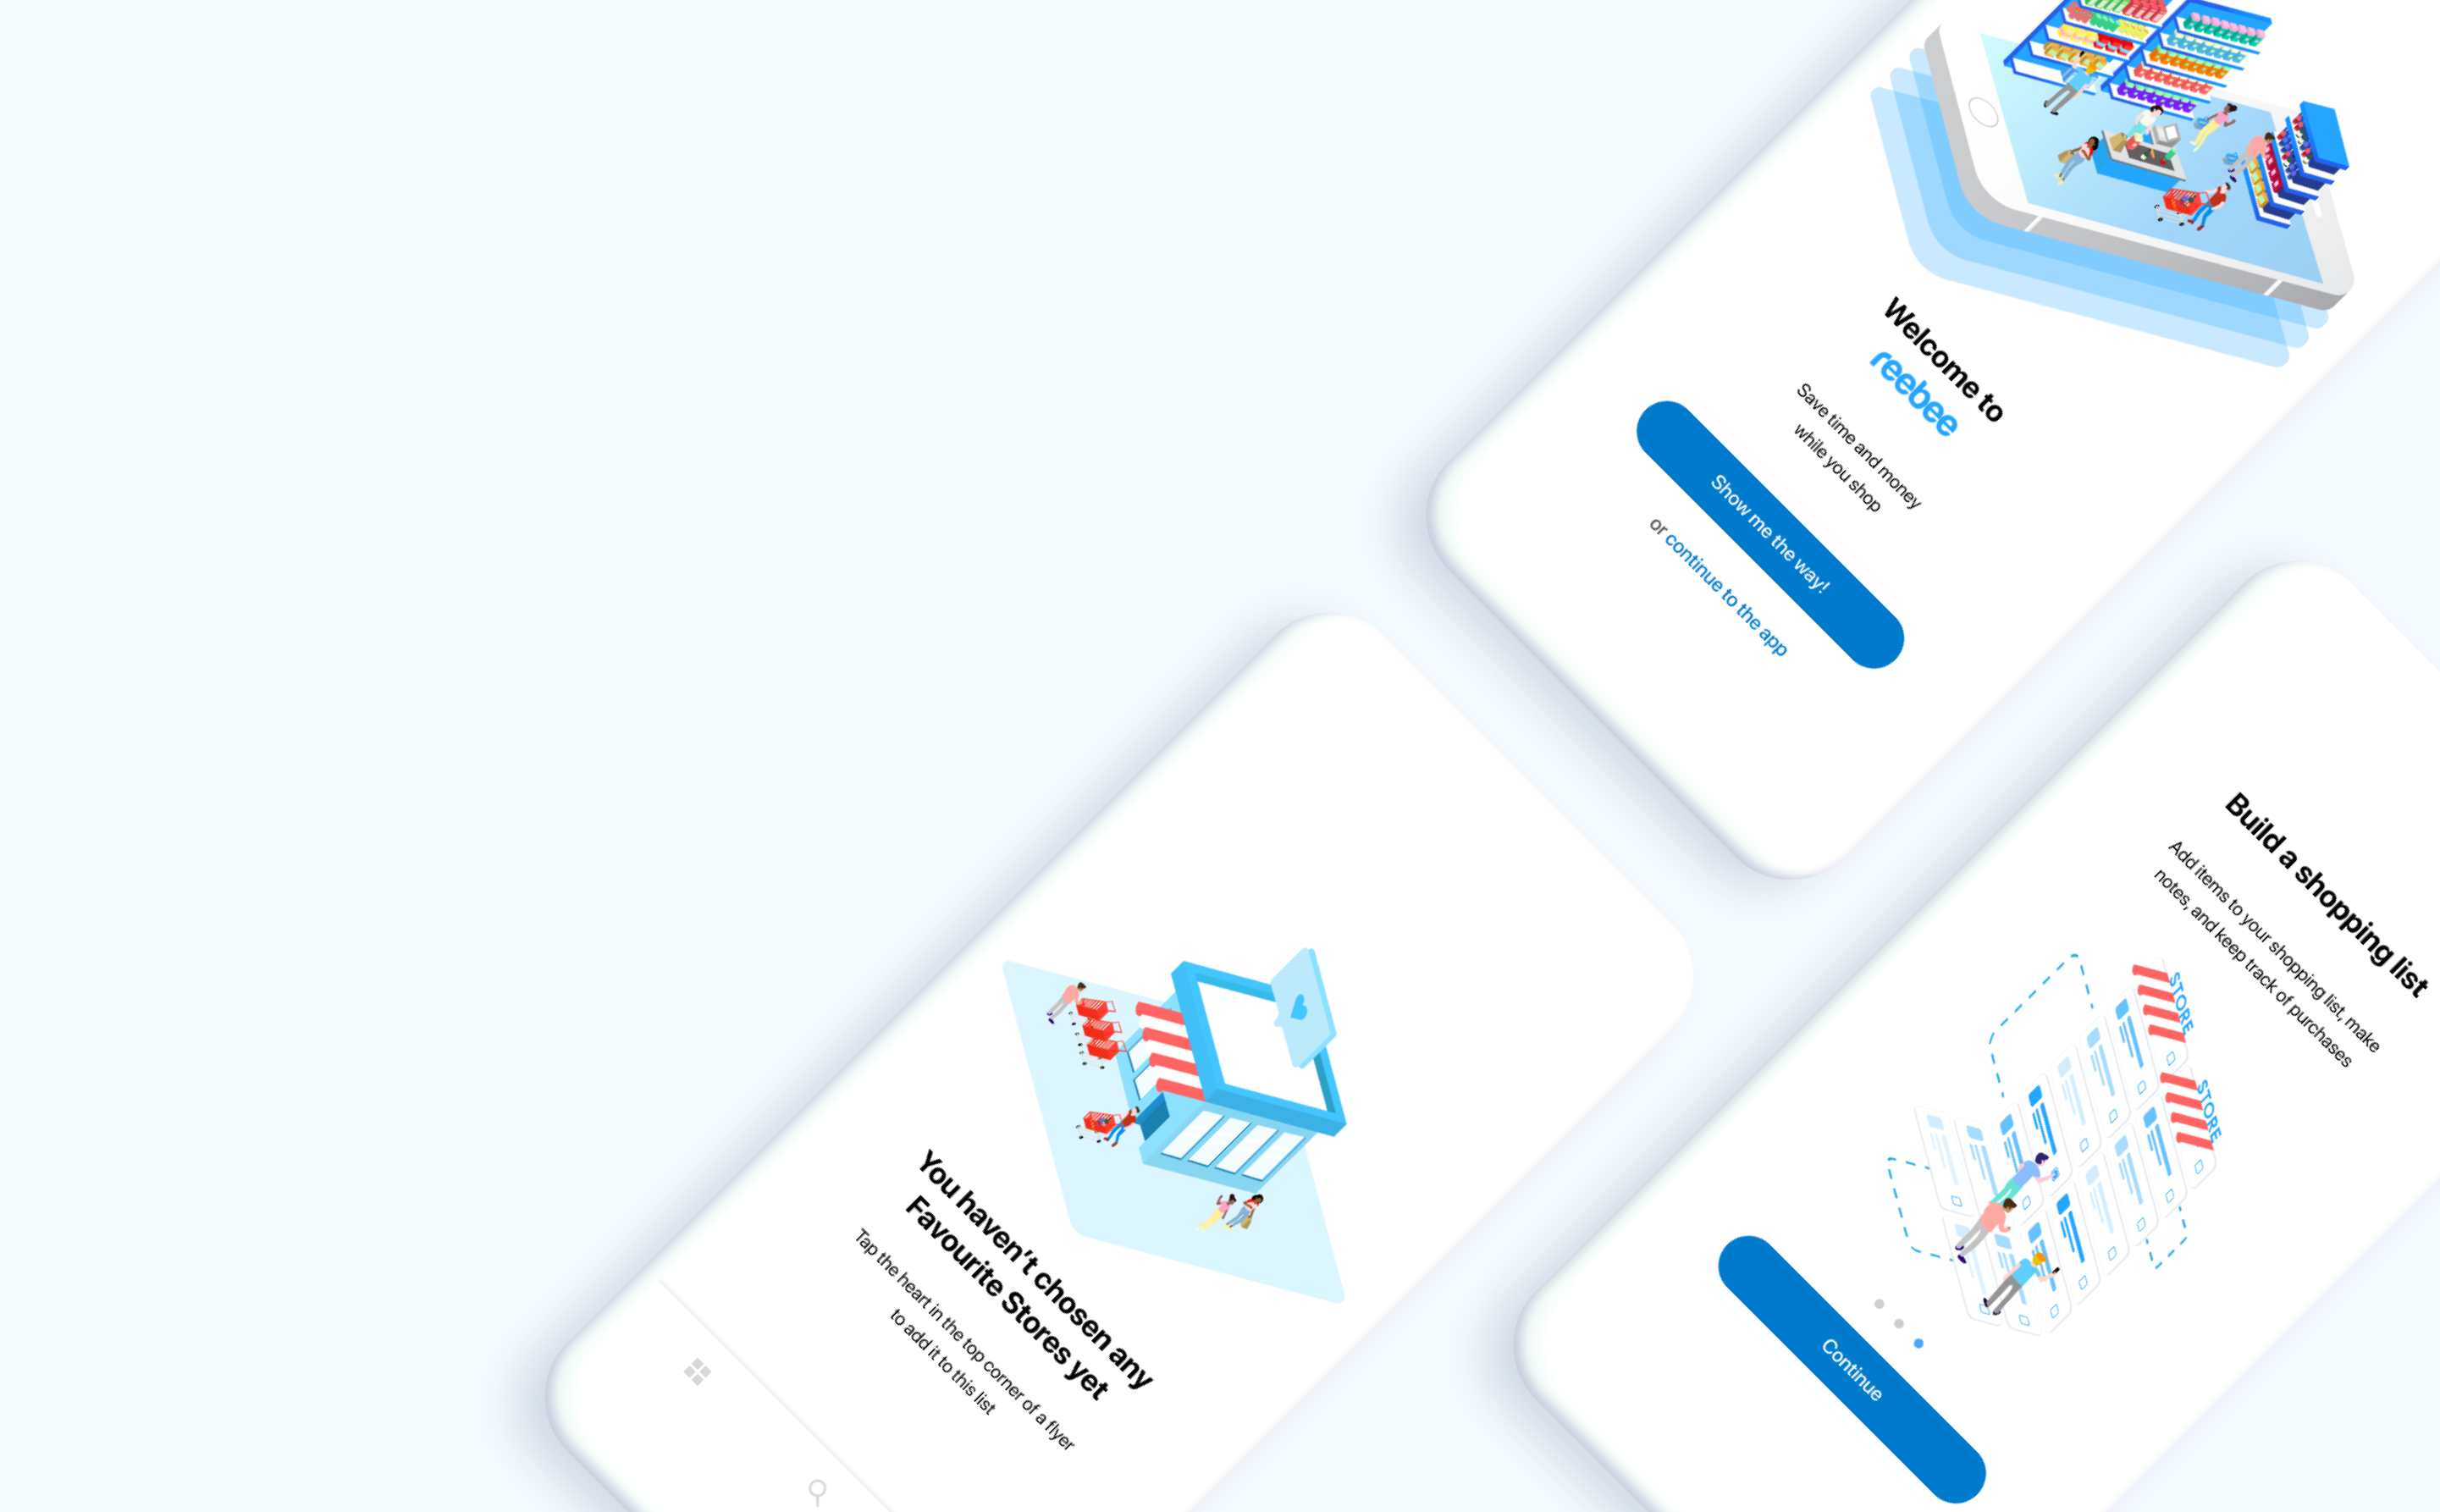 Welcome to
reebee
Save time and money
while you shop
Show me the way!
or continue to the app
You haven't chosen any
Favourite Stores yet
Tap the heart in the top corner of a flyer
to add it to this list
Build a shopping list
Add items to your shopping list, make
notes, and keep track of purchases
STORE
STORE
Continue